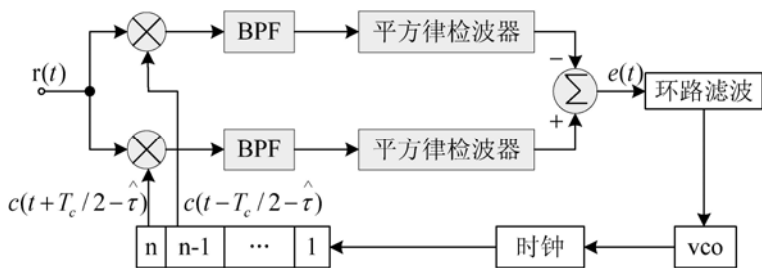 BPF
平方律检波器
r(t)
−
e(t)
Σ
环路滤波
+
BPF
平方律检波器
c(t+T_c/2-τ̂)
c(t-T_c/2-τ̂)
n
n-1
···
1
时钟
vco